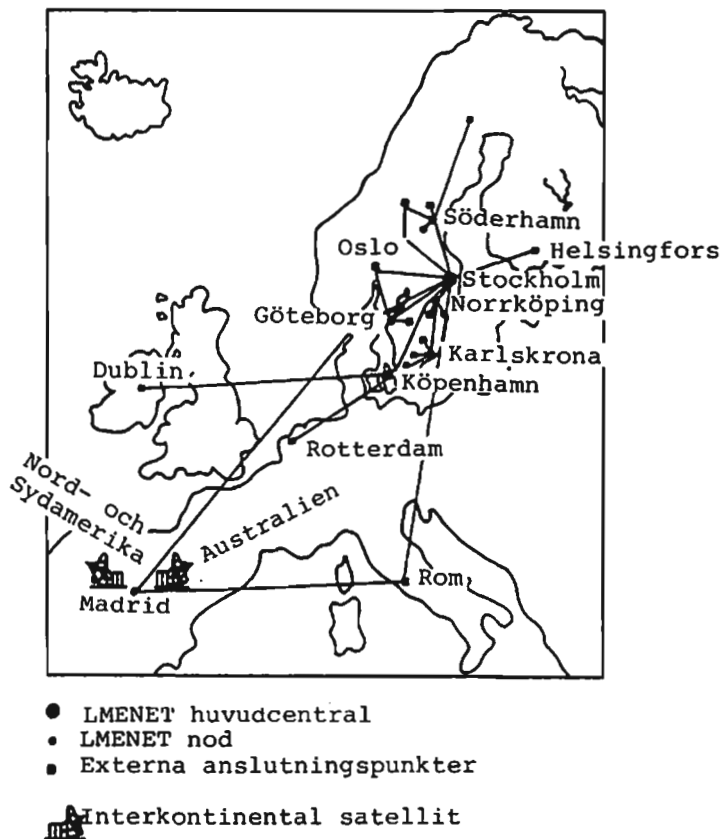 Söderhamn
Oslo
Helsingfors
Stockholm
Göteborg
Norrköping
Karlskrona
Dublin
Köpenhamn
Rotterdam
Nord- och
Sydamerika
Australien
Madrid
Rom
LMENET huvudcentral
LMENET nod
Externa anslutningspunkter
Interkontinental satellit